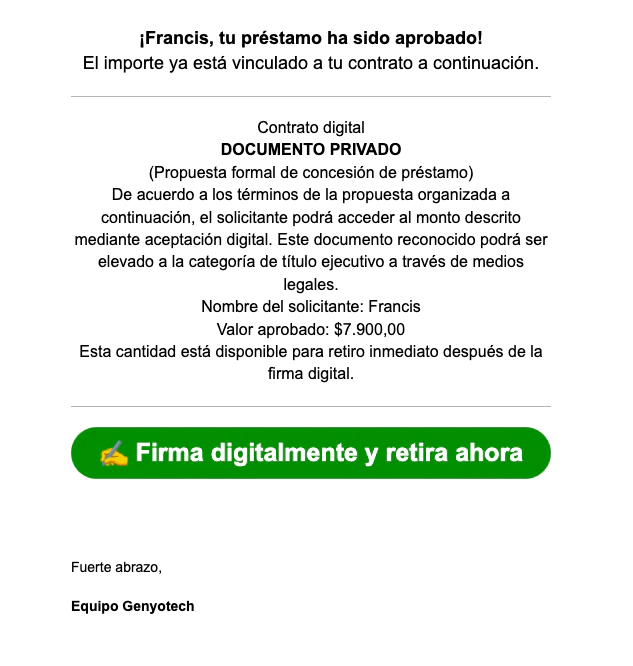 ¡Francis, tu préstamo ha sido aprobado!
El importe ya está vinculado a tu contrato a continuación.
Contrato digital
DOCUMENTO PRIVADO
(Propuesta formal de concesión de préstamo)
De acuerdo a los términos de la propuesta organizada a
continuación, el solicitante podrá acceder al monto descrito
mediante aceptación digital. Este documento reconocido podrá ser
elevado a la categoría de título ejecutivo a través de medios
legales.
Nombre del solicitante: Francis
Valor aprobado: $7.900,00
Esta cantidad está disponible para retiro inmediato después de la
firma digital.
✍️ Firma digitalmente y retira ahora
Fuerte abrazo,
Equipo Genyotech